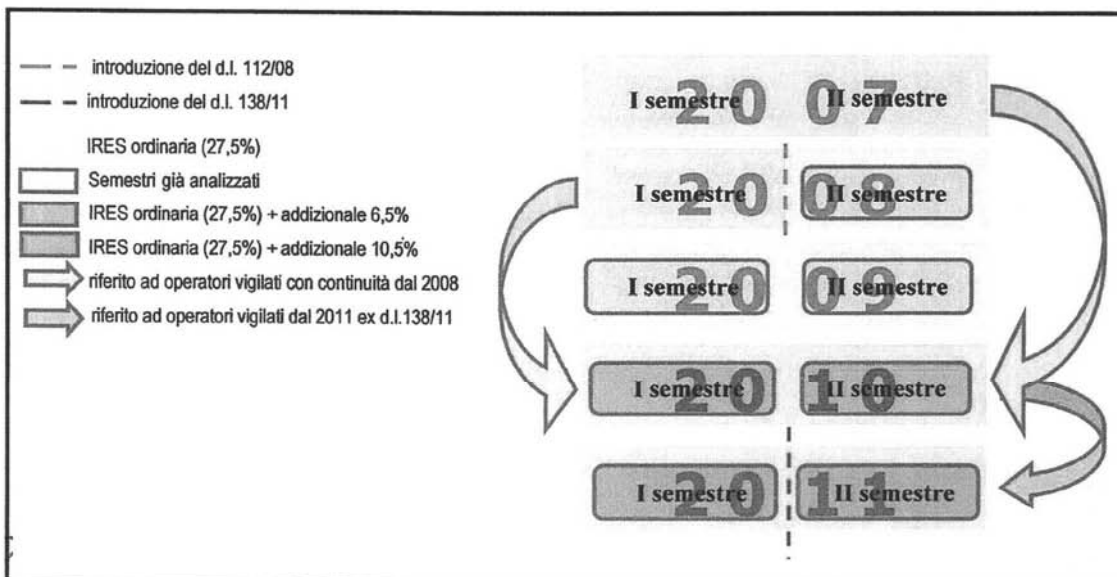 introduzione del d.l. 112/08
introduzione del d.l. 138/11
IRES ordinaria (27,5%)
Semestri già analizzati
IRES ordinaria (27,5%) + addizionale 6,5%
IRES ordinaria (27,5%) + addizionale 10,5%
riferito ad operatori vigilati con continuità dal 2008
riferito ad operatori vigilati dal 2011 ex d.l.138/11
2007
I semestre II semestre
2008
I semestre II semestre
2009
I semestre II semestre
2010
I semestre II semestre
2011
I semestre II semestre